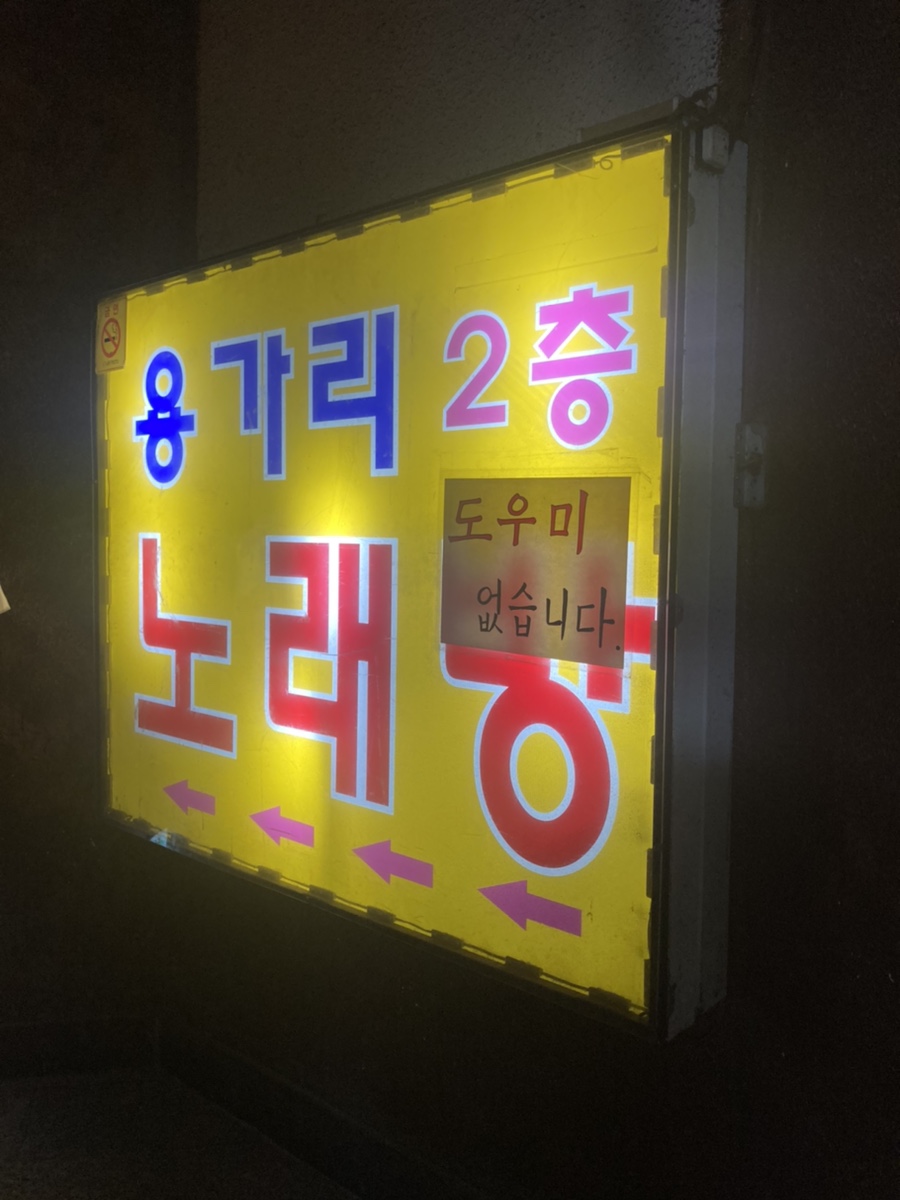 용가리 2층
노래방
도우미
없습니다.